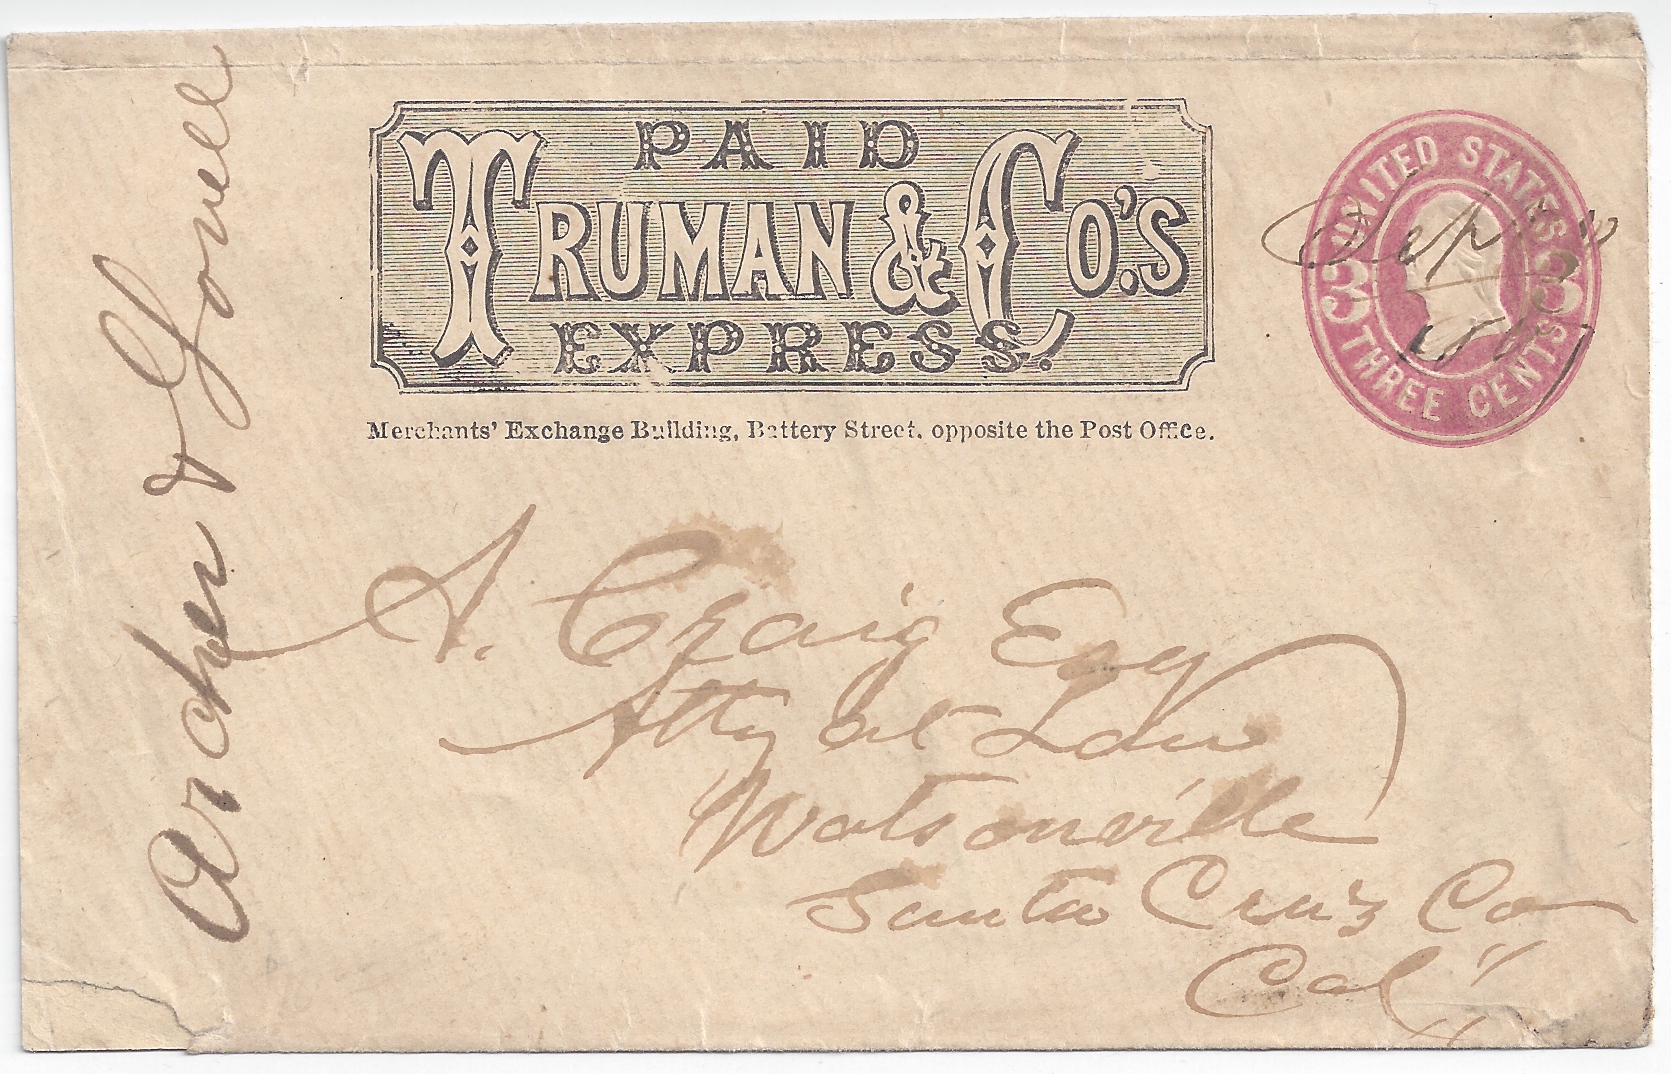 PAID
TRUMAN & CO.'S
EXPRESS.
Merchants' Exchange Building, Battery Street, opposite the Post Office.
UNITED STATES
3 3
THREE CENTS
Sep
Archer &
A. Craig Esq
Atty at Law
Watsonville
Santa Cruz Co
Cal